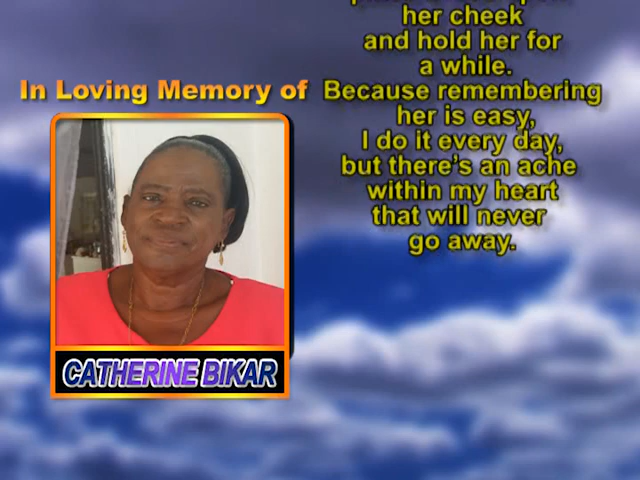 her cheek
and hold her for
a while.
In Loving Memory of
Because remembering
her is easy,
I do it every day,
but there's an ache
within my heart
that will never
go away.
CATHERINE BIKAR